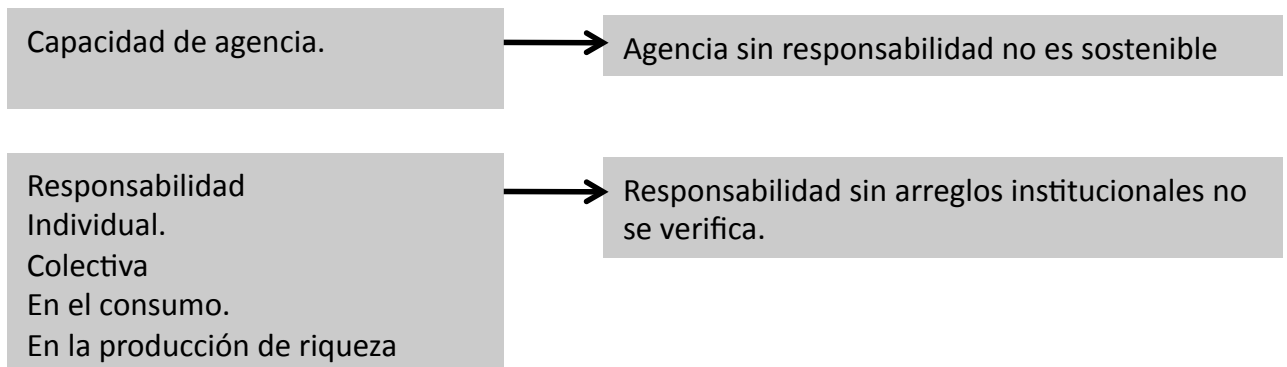 Capacidad de agencia.
Agencia sin responsabilidad no es sostenible
Responsabilidad
Individual.
Colectiva
En el consumo.
En la producción de riqueza
Responsabilidad sin arreglos institucionales no
se verifica.